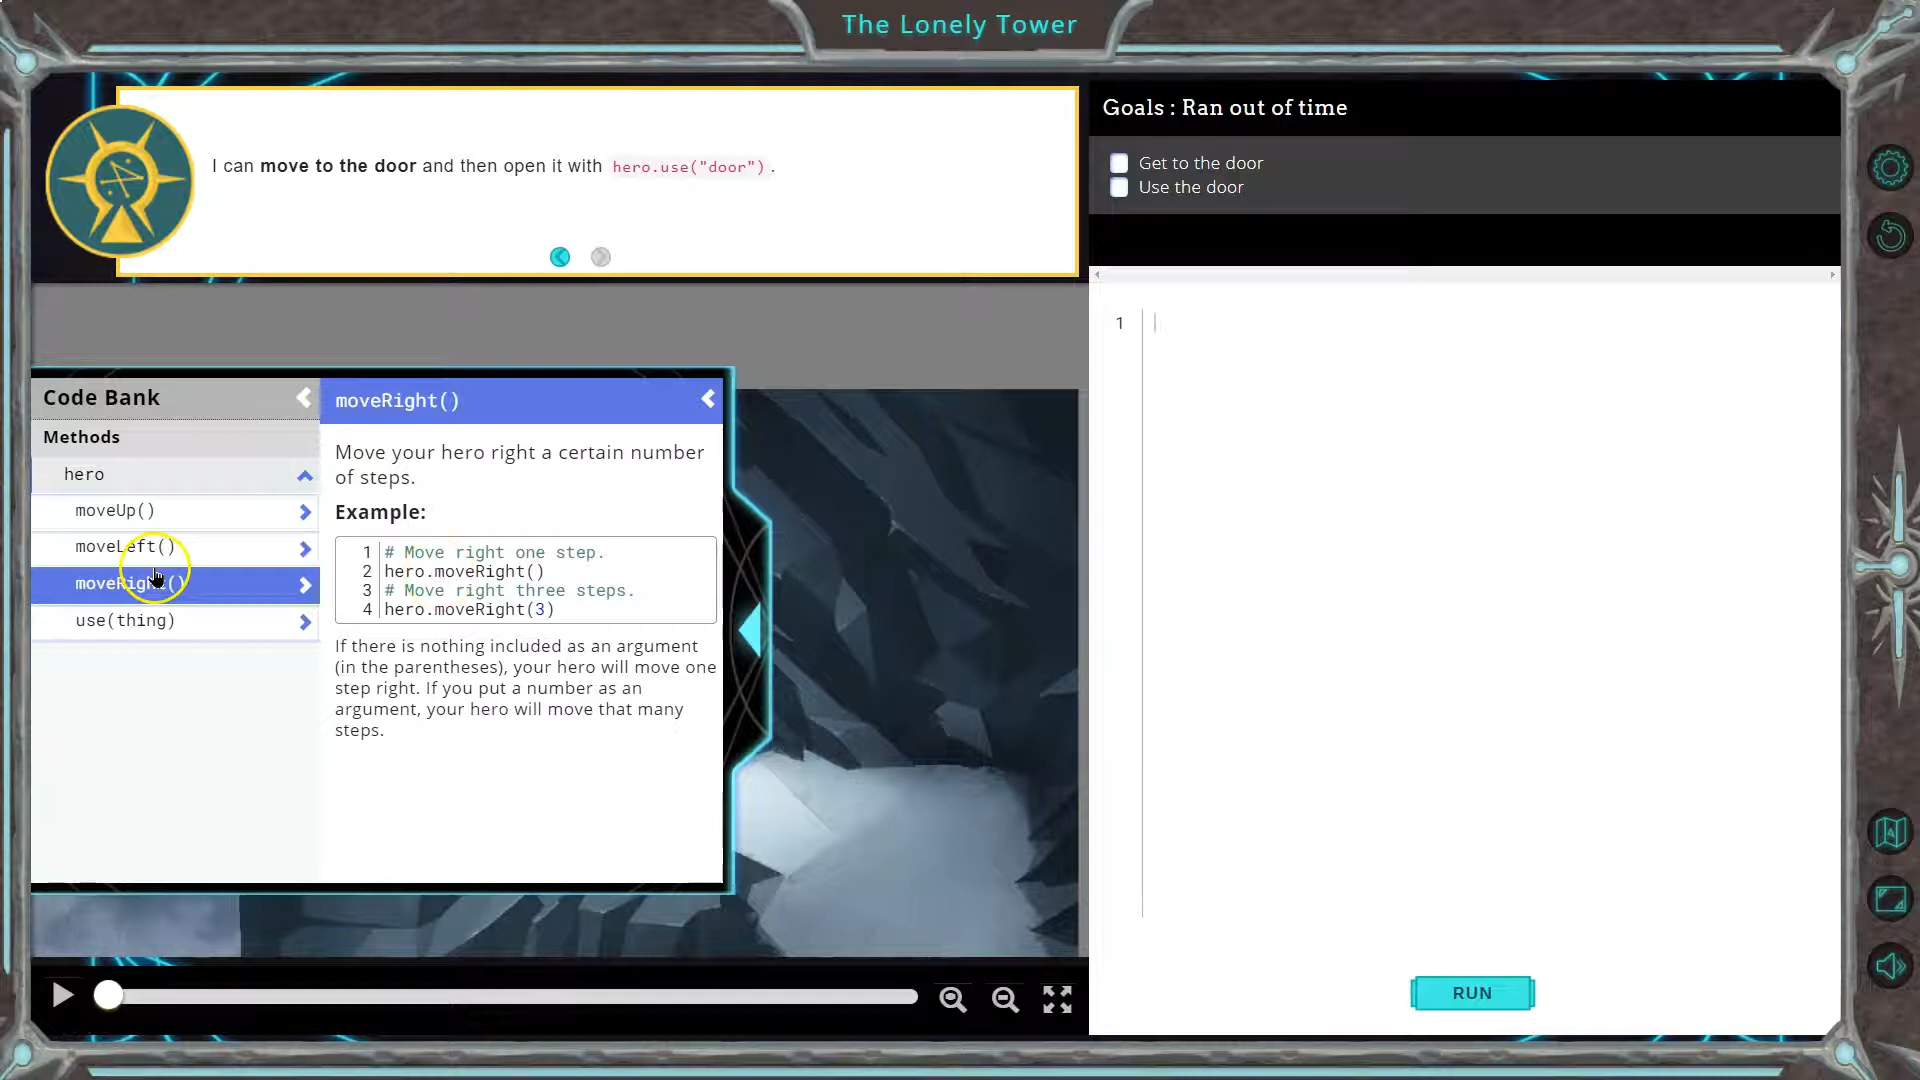 The Lonely Tower
I can move to the door and then open it with hero.use("door") .
Goals : Ran out of time
Get to the door
Use the door
Code Bank
Methods
hero
moveUp()
moveLeft()
moveRight()
use(thing)
moveRight()
Move your hero right a certain number
of steps.
Example:
1 # Move right one step.
2 hero.moveRight()
3 # Move right three steps.
4 hero.moveRight(3)
If there is nothing included as an argument
(in the parentheses), your hero will move one
step right. If you put a number as an
argument, your hero will move that many
steps.
1
RUN